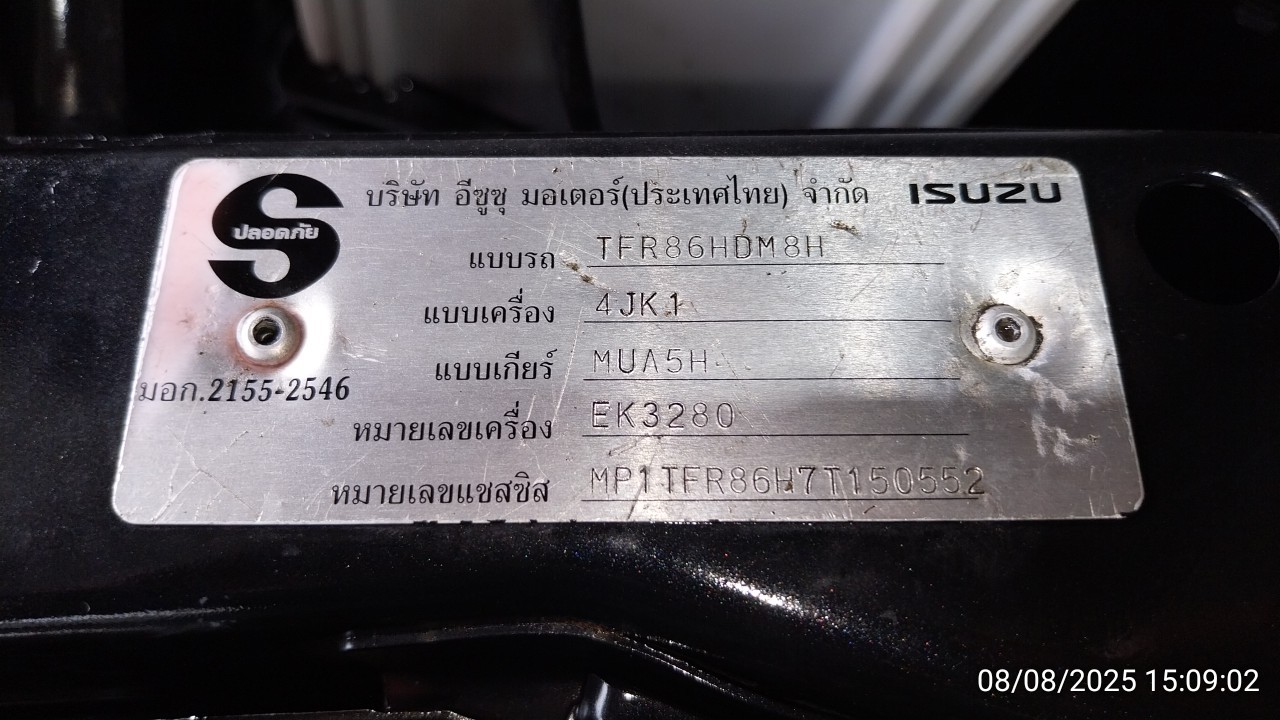 บริษัท อีซูซุ มอเตอร์(ประเทศไทย) จำกัด ISUZU
ปลอดภัย
แบบรถ TFR86HDM8H
แบบเครื่อง 4JK1
แบบเกียร์ MUA5H
มอก.2155-2546
หมายเลขเครื่อง EK3280
หมายเลขแชสซิส MP1TFR86H7T150552
08/08/2025 15:09:02